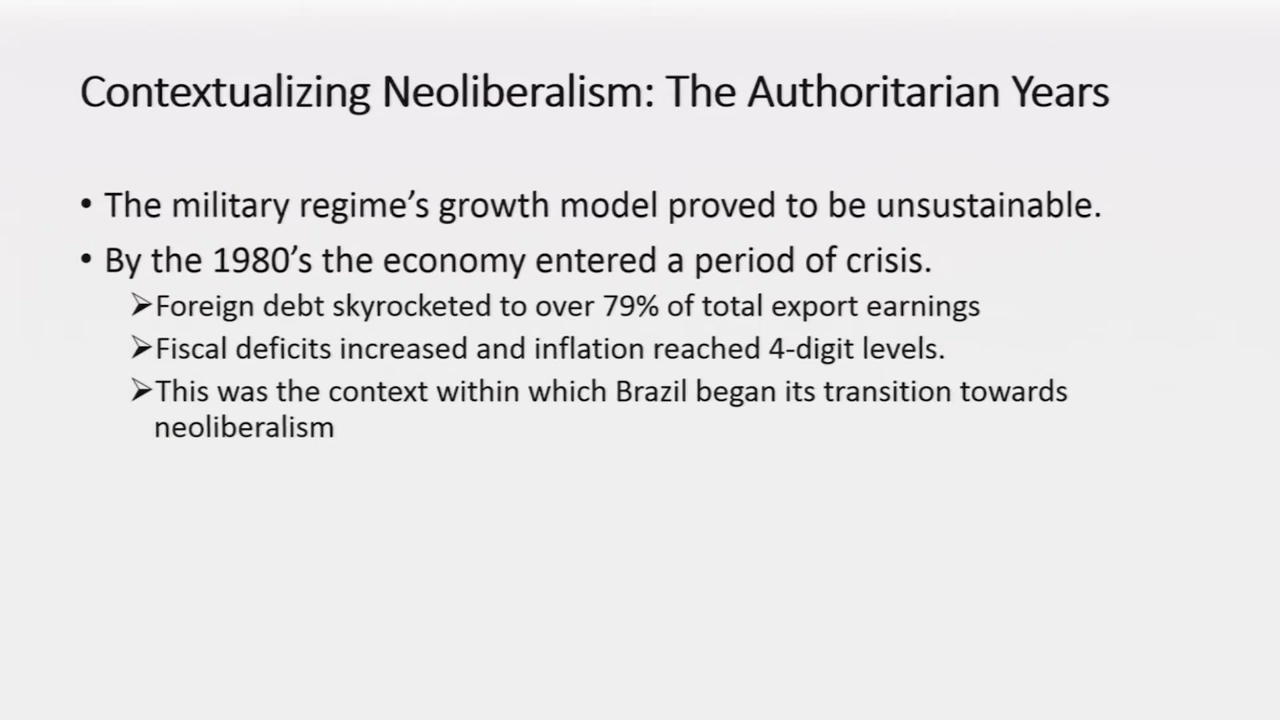 Contextualizing Neoliberalism: The Authoritarian Years
• The military regime’s growth model proved to be unsustainable.
• By the 1980’s the economy entered a period of crisis.
➢Foreign debt skyrocketed to over 79% of total export earnings
➢Fiscal deficits increased and inflation reached 4-digit levels.
➢This was the context within which Brazil began its transition towards
neoliberalism